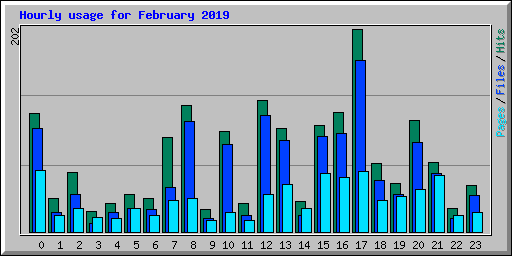 Hourly usage for February 2019
202
Pages / Files / Hits
0 1 2 3 4 5 6 7 8 9 10 11 12 13 14 15 16 17 18 19 20 21 22 23